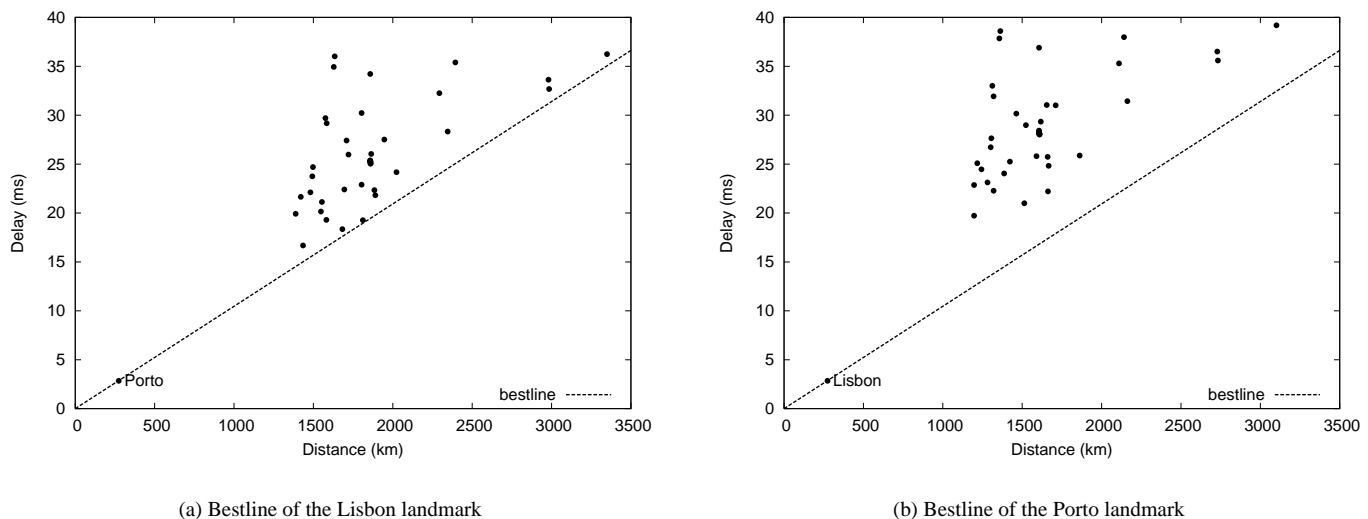 40
35
30
25
20
15
10
5
0
Delay (ms)
Porto
bestline
0 500 1000 1500 2000 2500 3000 3500
Distance (km)
(a) Bestline of the Lisbon landmark
40
35
30
25
20
15
10
5
0
Delay (ms)
Lisbon
bestline
0 500 1000 1500 2000 2500 3000 3500
Distance (km)
(b) Bestline of the Porto landmark